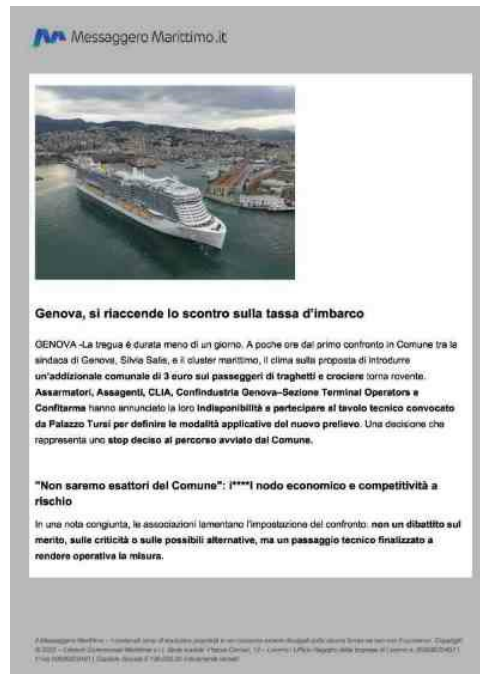 Messaggero Marittimo.it
Genova, si riaccende lo scontro sulla tassa d'imbarco
GENOVA -La tregua è durata meno di un giorno. A poche ore dal primo confronto in Comune tra la
sindaca di Genova, Silvia Salis, e il cluster marittimo, il clima sulla proposta di introdurre
un'addizionale comunale di 3 euro sui passeggeri di traghetti e crociere torna rovente.
Assarmatori, Assagenti, CLIA, Confindustria Genova–Sezione Terminal Operators e
Confitarma hanno annunciato la loro indisponibilità a partecipare al tavolo tecnico convocato
da Palazzo Tursi per definire le modalità applicative del nuovo prelievo. Una decisione che
rappresenta uno stop deciso al percorso avviato dal Comune.
"Non saremo esattori del Comune": i****l nodo economico e competitività a
rischio
In una nota congiunta, le associazioni lamentano l'impostazione del confronto: non un dibattito sul
merito, sulle criticità o sulle possibili alternative, ma un passaggio tecnico finalizzato a
rendere operativa la misura.